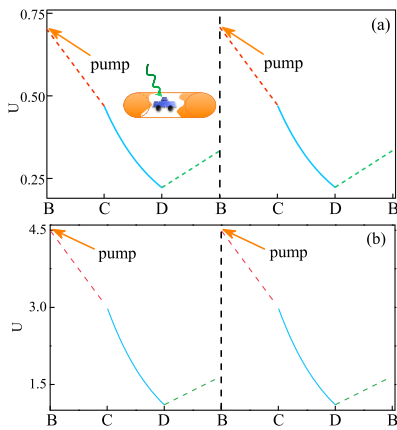 0.75
(a)
pump
pump
0.50
U
0.25
B C D B C D B
4.5
(b)
pump
pump
3.0
U
1.5
B C D B C D B